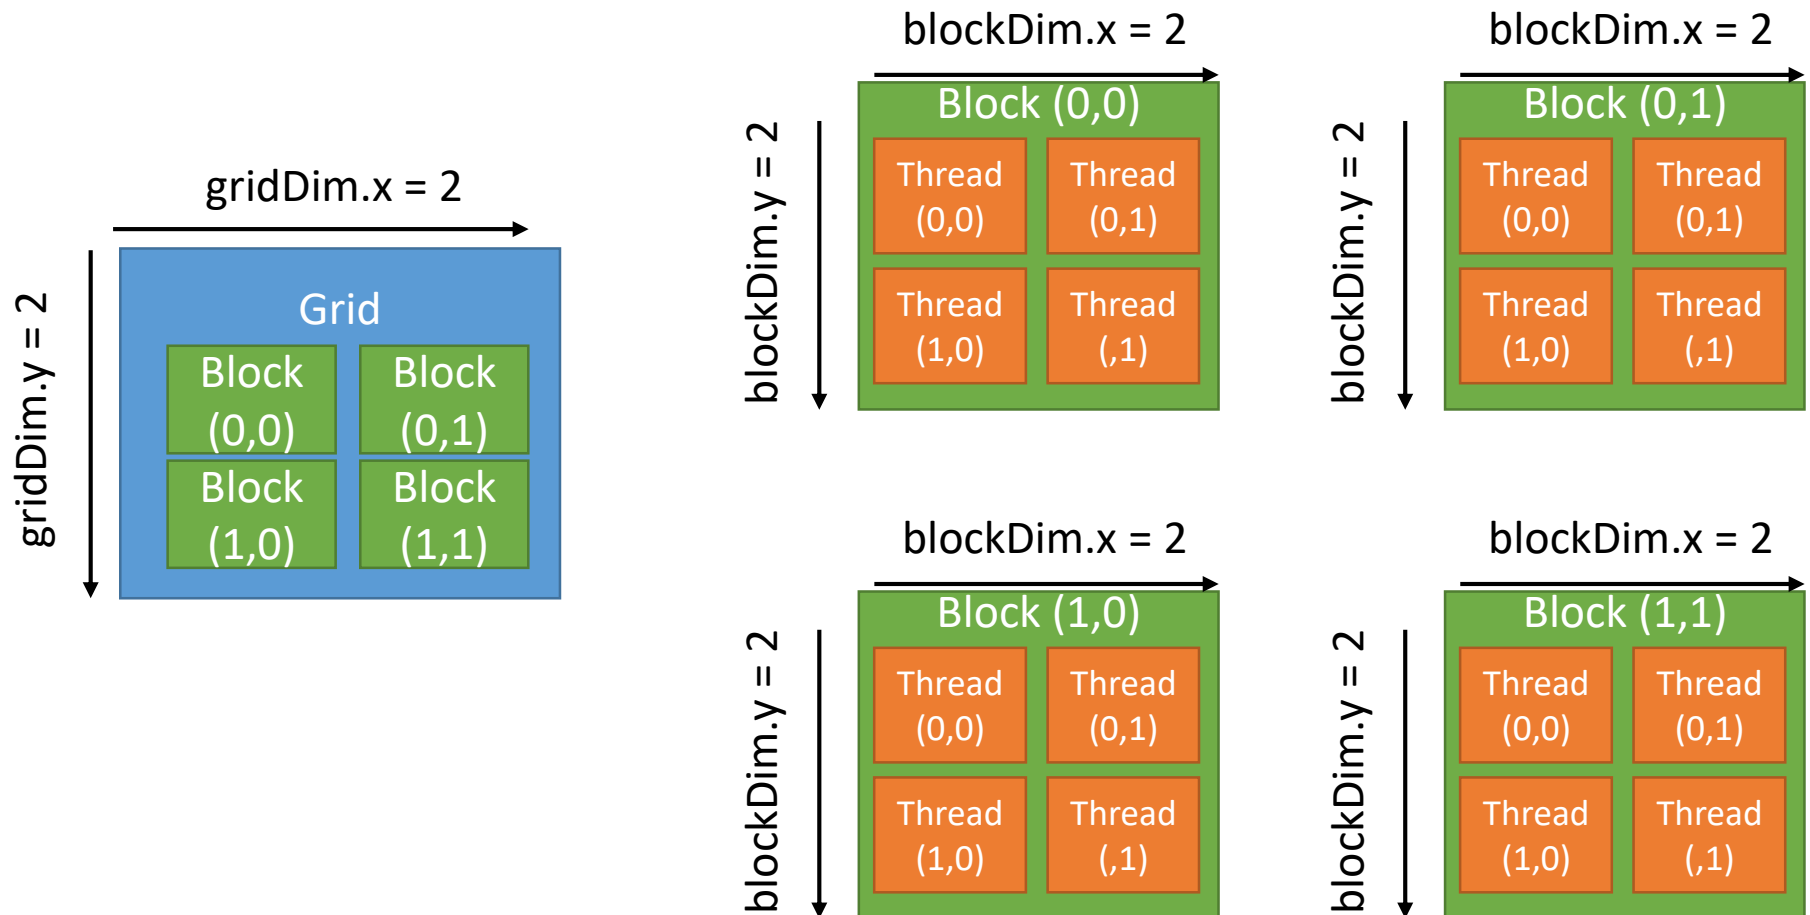 gridDim.x = 2
gridDim.y = 2
Grid
Block
(0,0)
Block
(0,1)
Block
(1,0)
Block
(1,1)
blockDim.x = 2
blockDim.y = 2
Block (0,0)
Thread
(0,0)
Thread
(0,1)
Thread
(1,0)
Thread
(,1)
blockDim.x = 2
blockDim.y = 2
Block (0,1)
Thread
(0,0)
Thread
(0,1)
Thread
(1,0)
Thread
(,1)
blockDim.x = 2
blockDim.y = 2
Block (1,0)
Thread
(0,0)
Thread
(0,1)
Thread
(1,0)
Thread
(,1)
blockDim.x = 2
blockDim.y = 2
Block (1,1)
Thread
(0,0)
Thread
(0,1)
Thread
(1,0)
Thread
(,1)